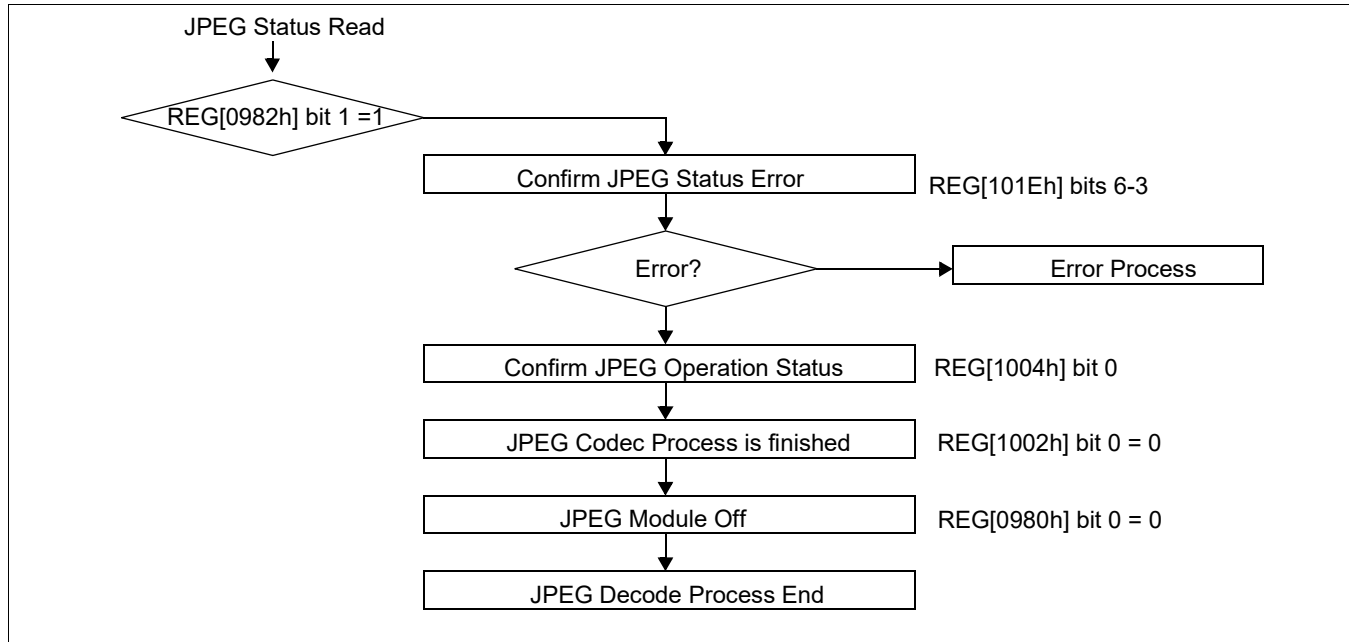 JPEG Status Read
REG[0982h] bit 1 =1
Confirm JPEG Status Error
REG[101Eh] bits 6-3
Error?
Error Process
Confirm JPEG Operation Status
REG[1004h] bit 0
JPEG Codec Process is finished
REG[1002h] bit 0 = 0
JPEG Module Off
REG[0980h] bit 0 = 0
JPEG Decode Process End